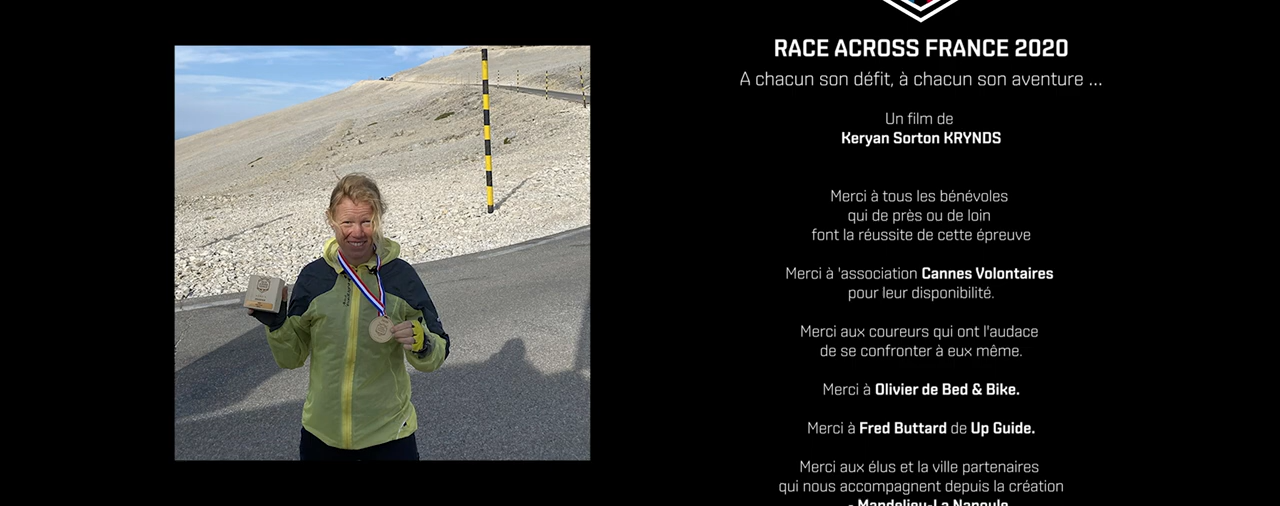 RACE ACROSS FRANCE 2020
A chacun son défit, à chacun son aventure ...
Un film de
Keryan Sorton KRYNDS
Merci à tous les bénévoles
qui de près ou de loin
font la réussite de cette épreuve
Merci à 'association Cannes Volontaires
pour leur disponibilité.
Merci aux coureurs qui ont l'audace
de se confronter à eux même.
Merci à Olivier de Bed & Bike.
Merci à Fred Buttard de Up Guide.
Merci aux élus et la ville partenaires
qui nous accompagnent depuis la création
- Mandelieu-La Napoule